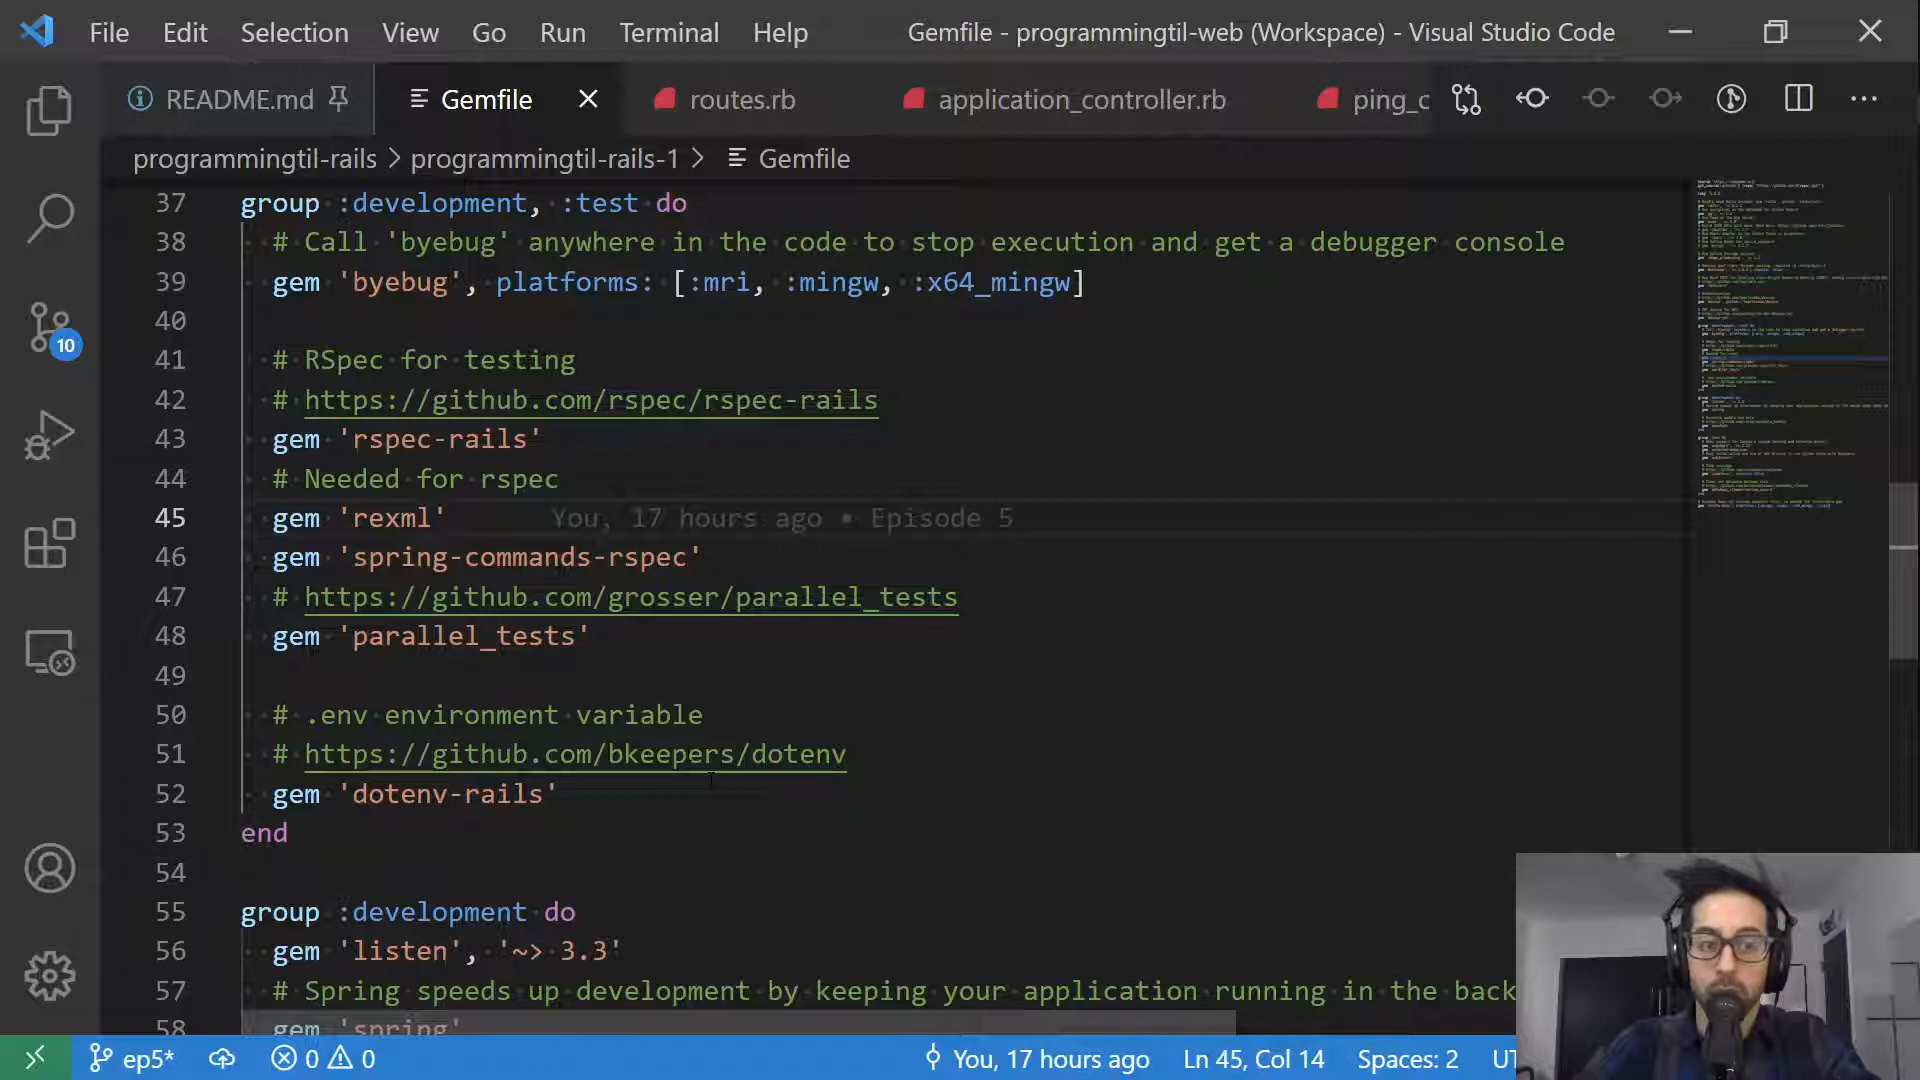 File Edit Selection View Go Run Terminal Help Gemfile - programmingtil-web (Workspace) - Visual Studio Code
README.md Gemfile routes.rb application_controller.rb ping_c
programmingtil-rails > programmingtil-rails-1 > Gemfile
37 group :development, :test do
38 # Call 'byebug' anywhere in the code to stop execution and get a debugger console
39 gem 'byebug', platforms: [:mri, :mingw, :x64_mingw]
40
41 # RSpec for testing
42 # https://github.com/rspec/rspec-rails
43 gem 'rspec-rails'
44 # Needed for rspec
45 gem 'rexml' You, 17 hours ago • Episode 5
46 gem 'spring-commands-rspec'
47 # https://github.com/grosser/parallel_tests
48 gem 'parallel_tests'
49
50 # .env environment variable
51 # https://github.com/bkeepers/dotenv
52 gem 'dotenv-rails'
53 end
54
55 group :development do
56 gem 'listen', '~> 3.3'
57 # Spring speeds up development by keeping your application running in the back
58 gem 'spring'
10
ep5* 0 0 You, 17 hours ago Ln 45, Col 14 Spaces: 2 UT